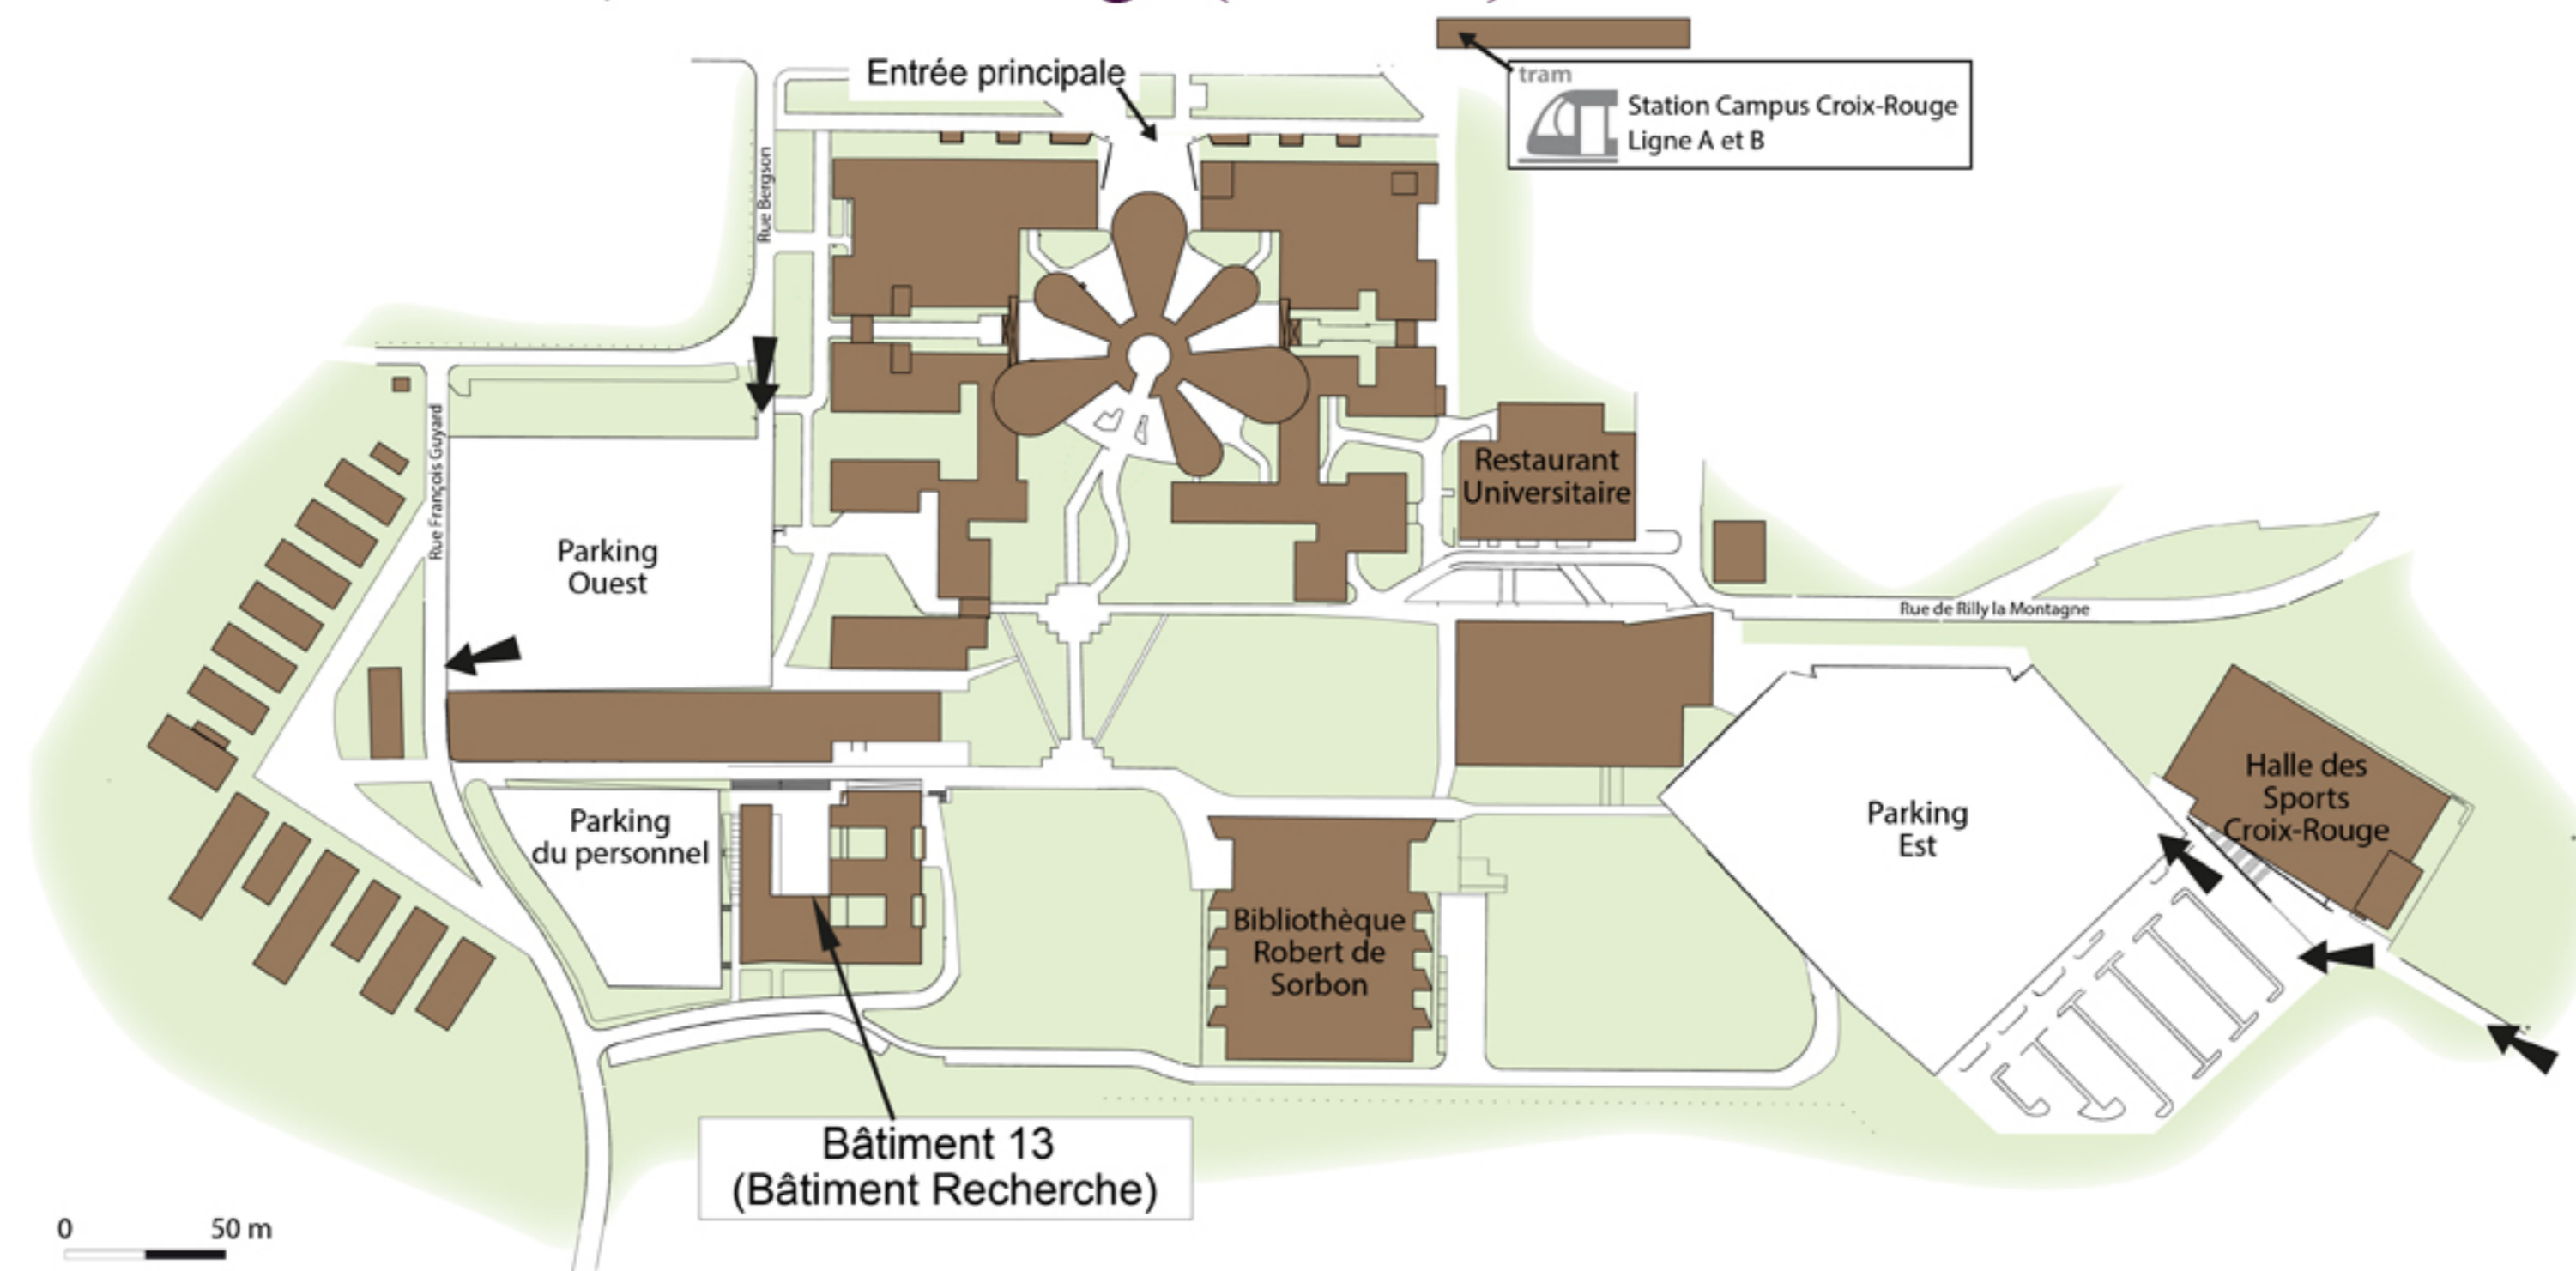 Entrée principale
tram
Station Campus Croix-Rouge
Ligne A et B
Rue Bergson
Rue François Guyard
Restaurant
Universitaire
Parking
Ouest
Rue de Rilly la Montagne
Halle des
Sports
Croix-Rouge
Parking
du personnel
Parking
Est
Bibliothèque
Robert de
Sorbon
Bâtiment 13
(Bâtiment Recherche)
0 50 m